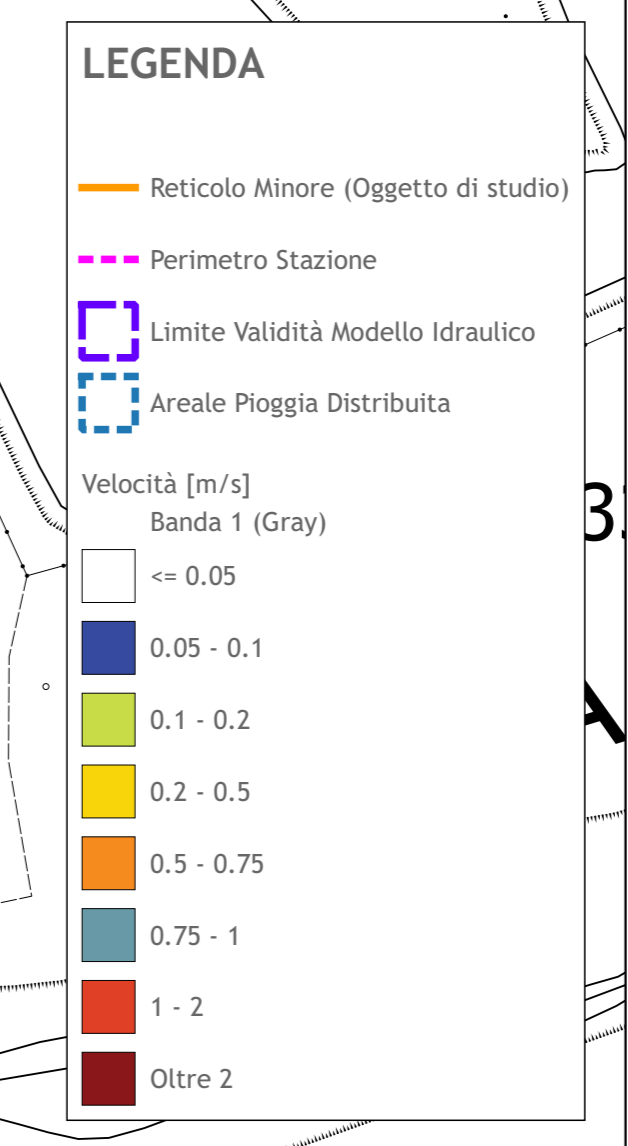 LEGENDA
Reticolo Minore (Oggetto di studio)
Perimetro Stazione
Limite Validità Modello Idraulico
Areale Pioggia Distribuita
Velocità [m/s]
Banda 1 (Gray)
<= 0.05
0.05 - 0.1
0.1 - 0.2
0.2 - 0.5
0.5 - 0.75
0.75 - 1
1 - 2
Oltre 2